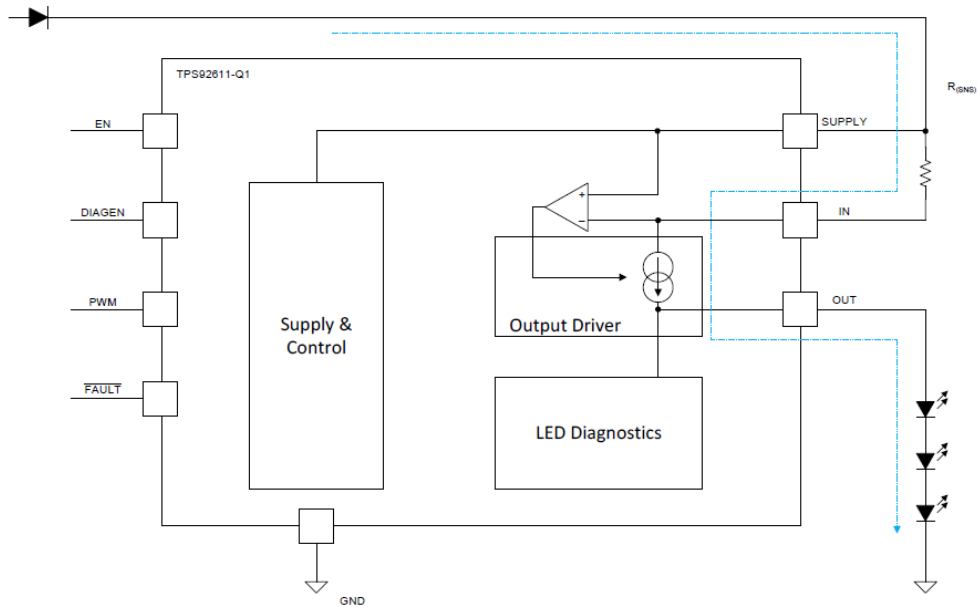 TPS92611-Q1
R(SNS)
EN
SUPPLY
DIAGEN
IN
+
−
PWM
OUT
Supply &
Control
Output Driver
FAULT
LED Diagnostics
GND